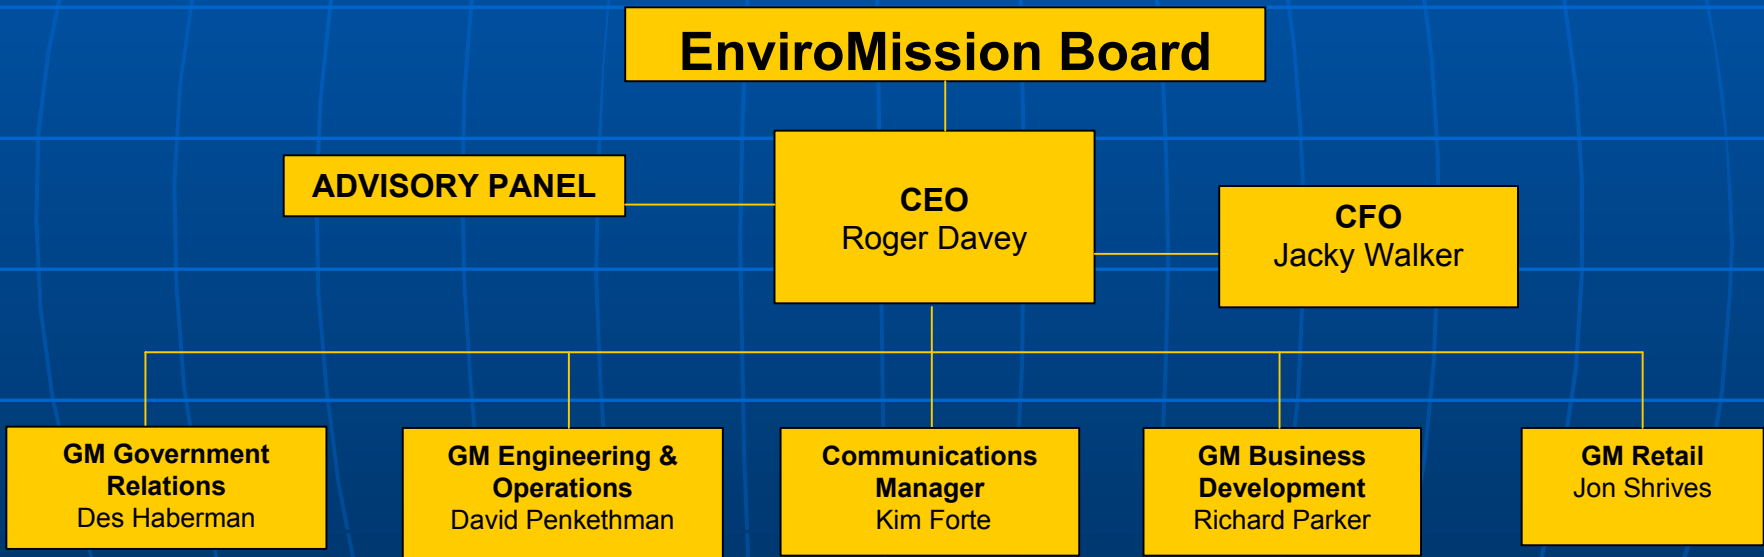 EnviroMission Board
ADVISORY PANEL
CEO
Roger Davey
CFO
Jacky Walker
GM Government
Relations
Des Haberman
GM Engineering &
Operations
David Penkethman
Communications
Manager
Kim Forte
GM Business
Development
Richard Parker
GM Retail
Jon Shrives